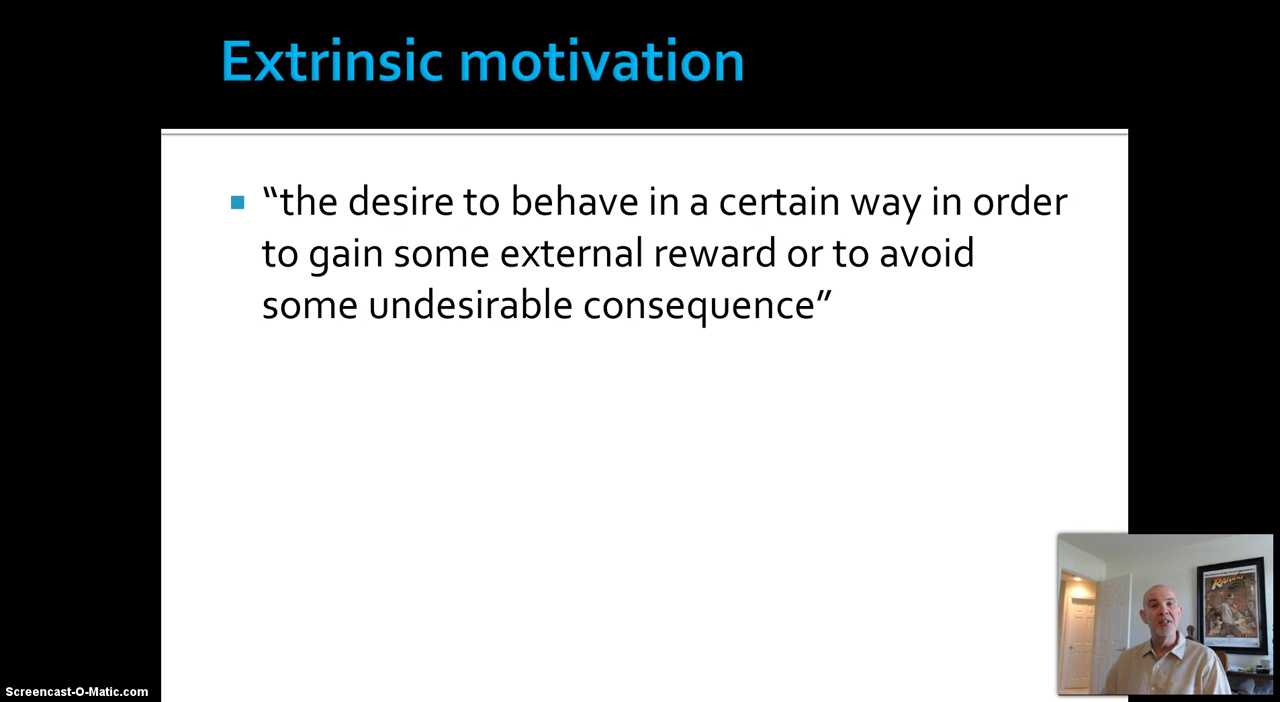 Extrinsic motivation
“the desire to behave in a certain way in order
to gain some external reward or to avoid
some undesirable consequence”
RAIDERS
Screencast-O-Matic.com